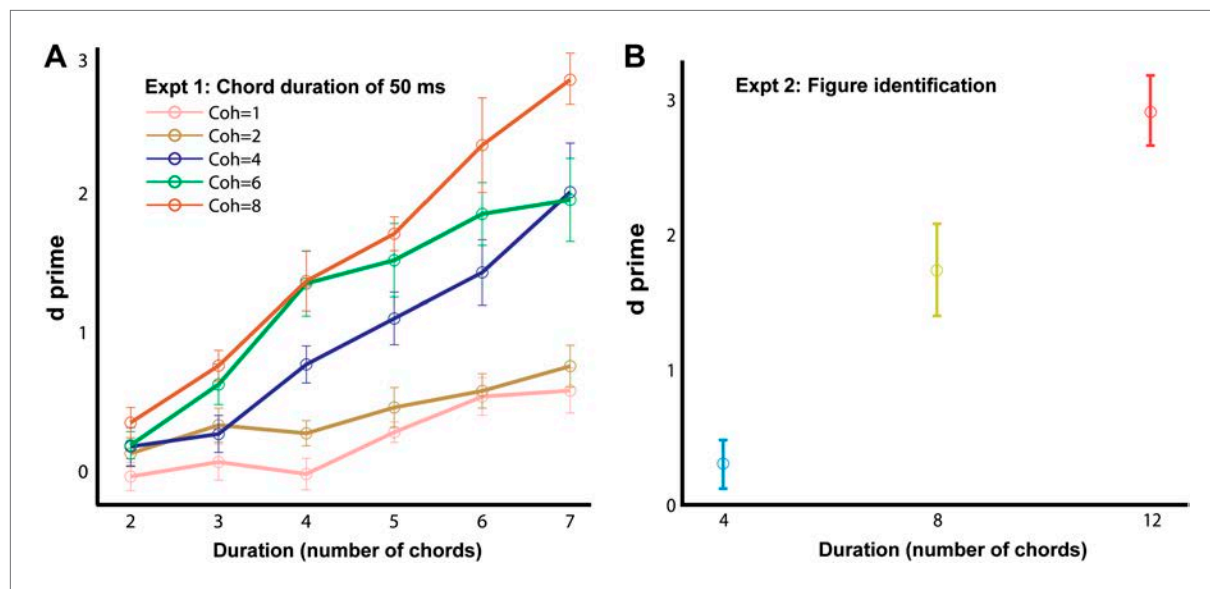 A
Expt 1: Chord duration of 50 ms
Coh=1
Coh=2
Coh=4
Coh=6
Coh=8
d prime
3
2
1
0
2 3 4 5 6 7
Duration (number of chords)
B
Expt 2: Figure identification
d prime
3
2
1
0
4 8 12
Duration (number of chords)